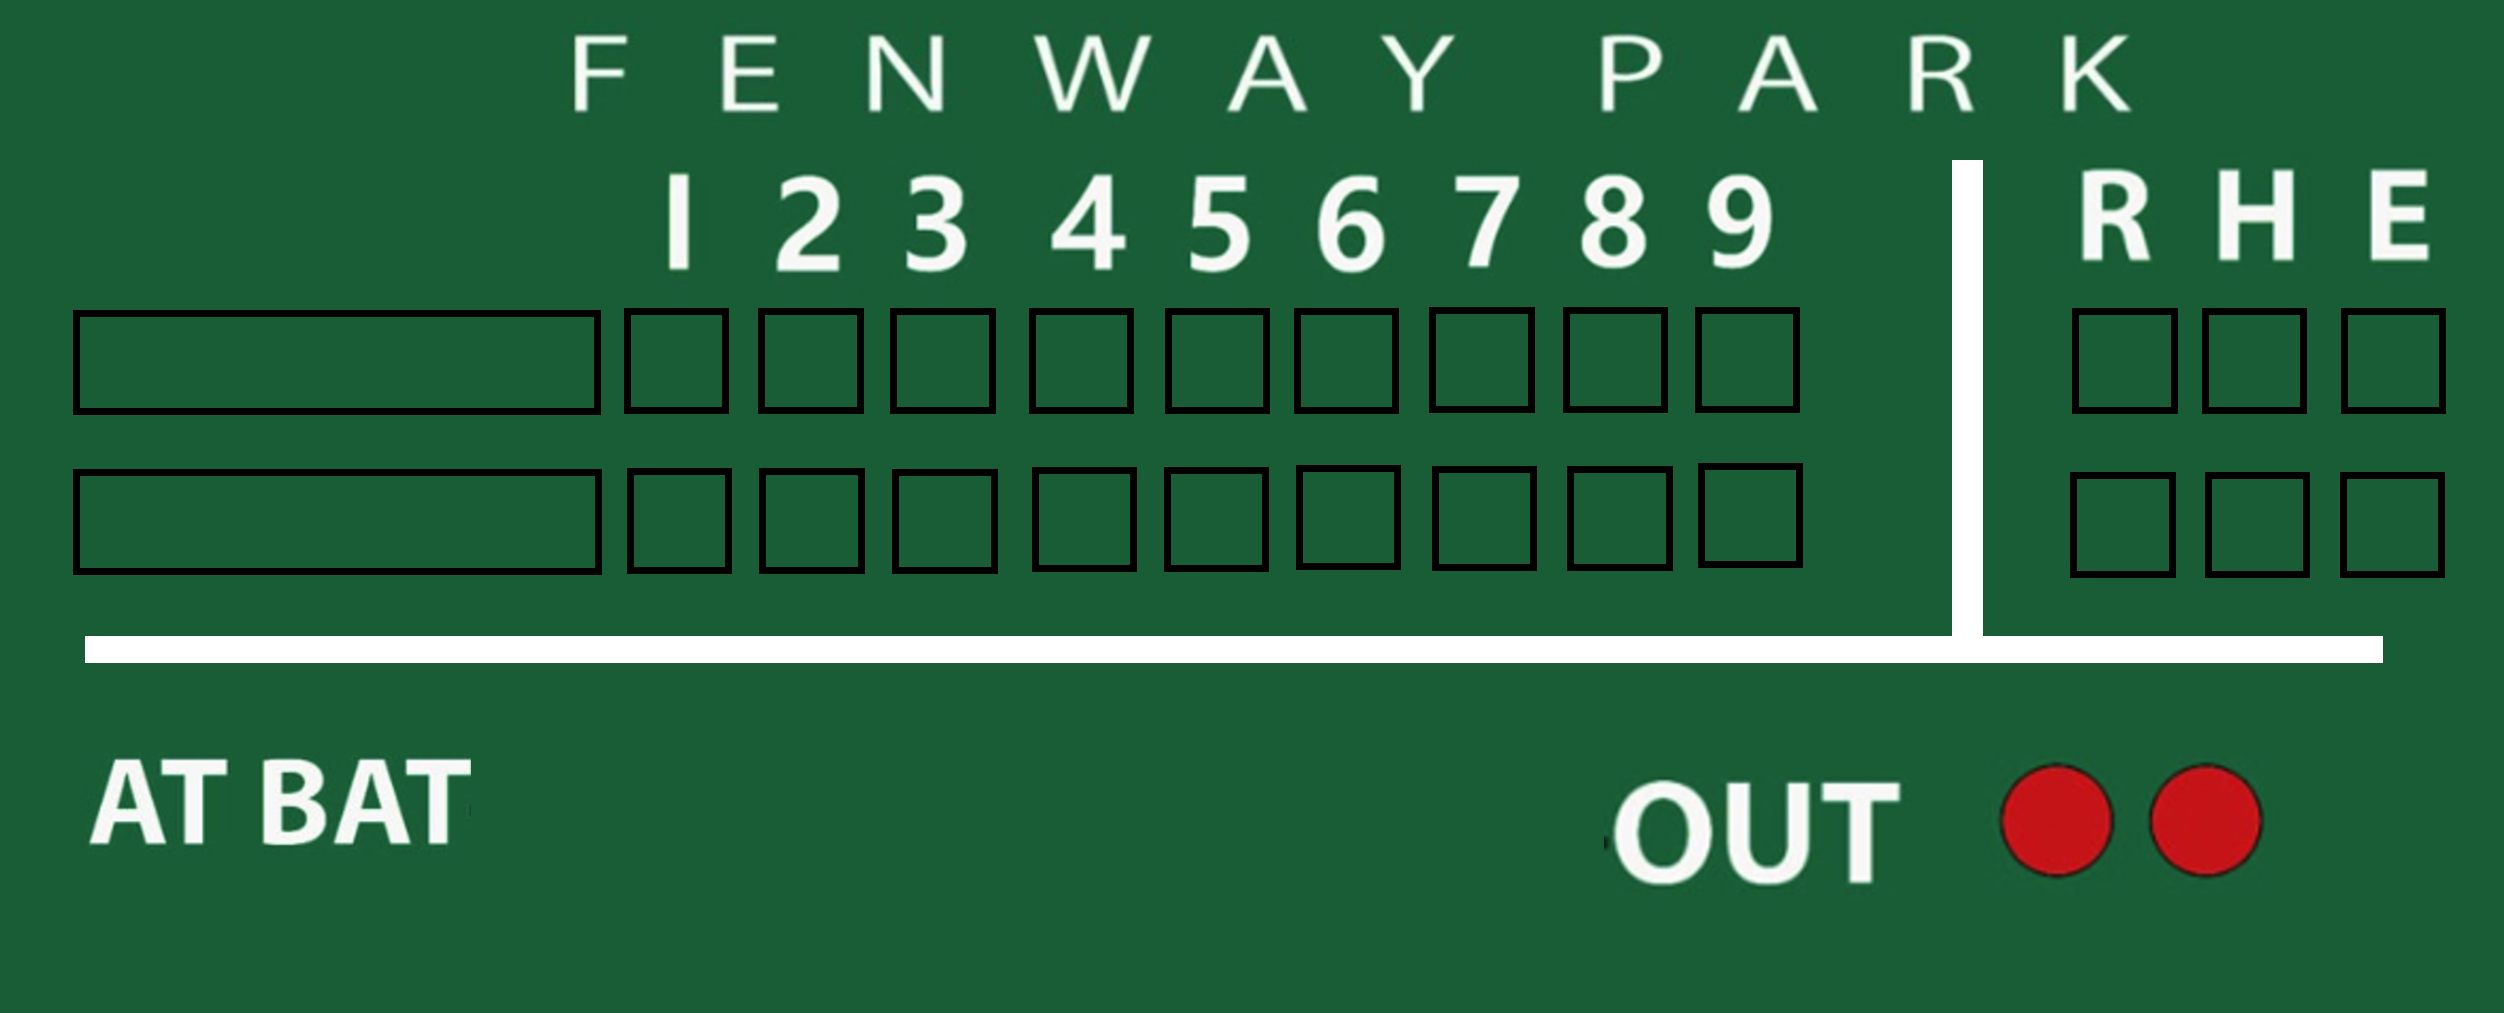 FENWAY PARK
1 2 3 4 5 6 7 8 9 R H E
AT BAT OUT